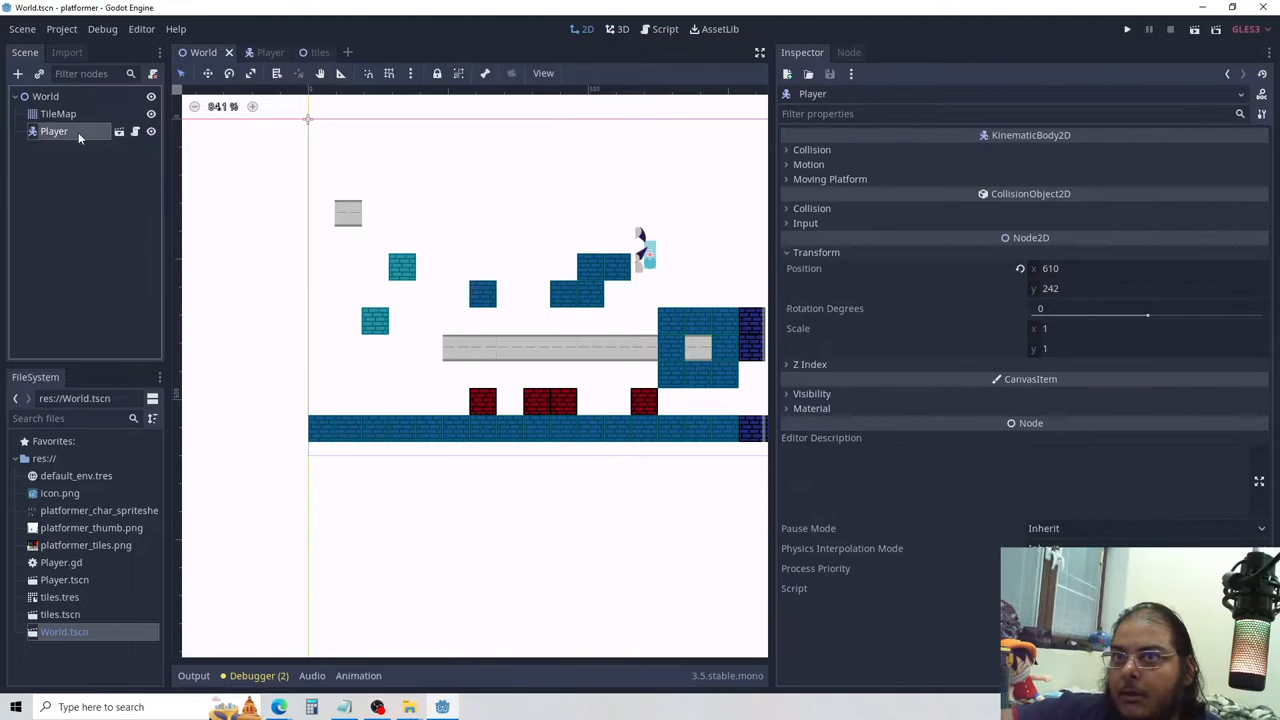 World.tscn - platformer - Godot Engine
Scene Project Debug Editor Help
2D 3D Script AssetLib
GLES3
Scene Import
World Player tiles
Inspector Node
Filter nodes
View
World
TileMap
Player
84.1 %
0
530
Player
Filter properties
KinematicBody2D
Collision
Motion
Moving Platform
CollisionObject2D
Collision
Input
Node2D
Transform
Position x 610
y 242
Rotation Degrees 0
Scale x 1
y 1
Z Index
CanvasItem
Visibility
Material
Node
Editor Description
Pause Mode Inherit
Physics Interpolation Mode
Process Priority
Script
FileSystem
res://World.tscn
Search files
Favorites:
res://
default_env.tres
icon.png
platformer_char_spriteshe
platformer_thumb.png
platformer_tiles.png
Player.gd
Player.tscn
tiles.tres
tiles.tscn
World.tscn
Output Debugger (2) Audio Animation
3.5.stable.mono
Type here to search